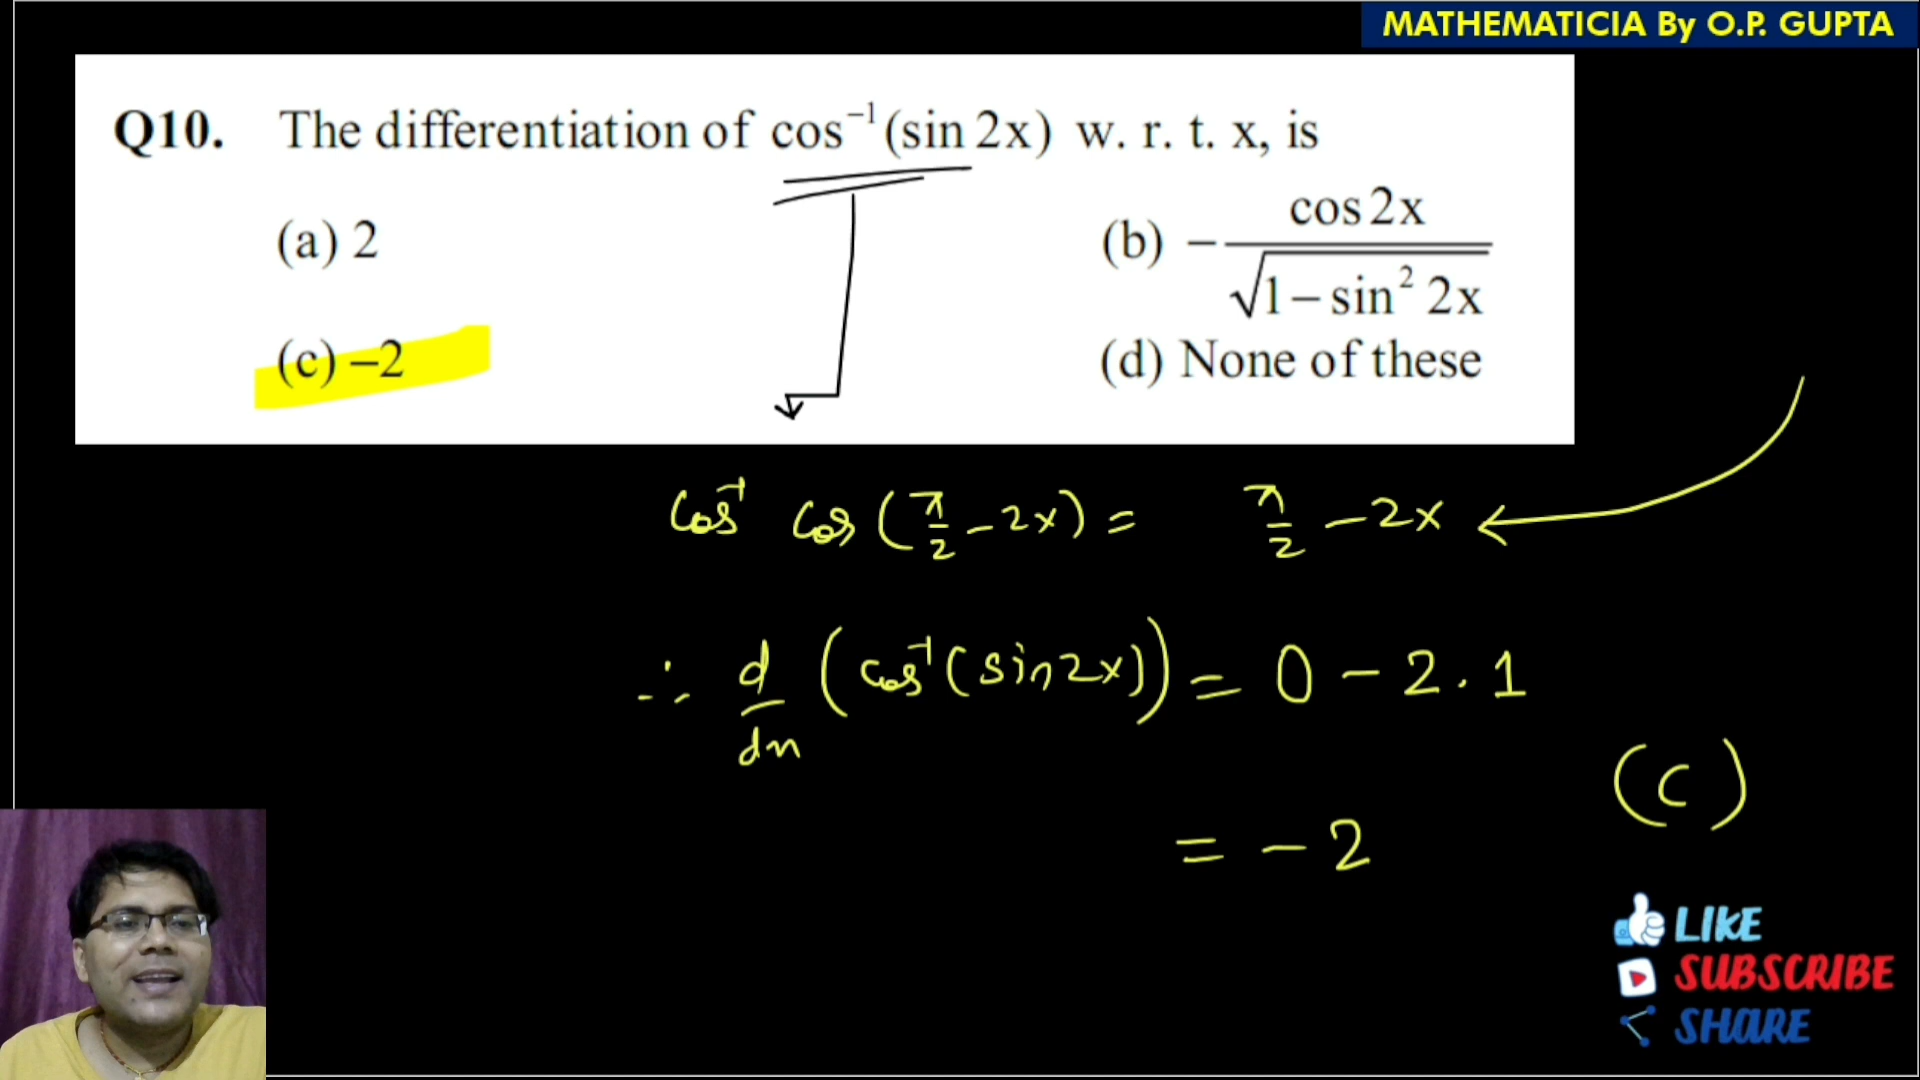 MATHEMATICIA By O.P. GUPTA
Q10. The differentiation of cos⁻¹(sin 2x) w. r. t. x, is
(a) 2
(b) −cos 2x/√(1−sin² 2x)
(c) −2
(d) None of these
cos⁻¹ cos (π/2 − 2x) = π/2 − 2x
∴ d/dx (cos⁻¹(sin2x)) = 0 − 2 . 1
(c)
= − 2
LIKE
SUBSCRIBE
SHARE